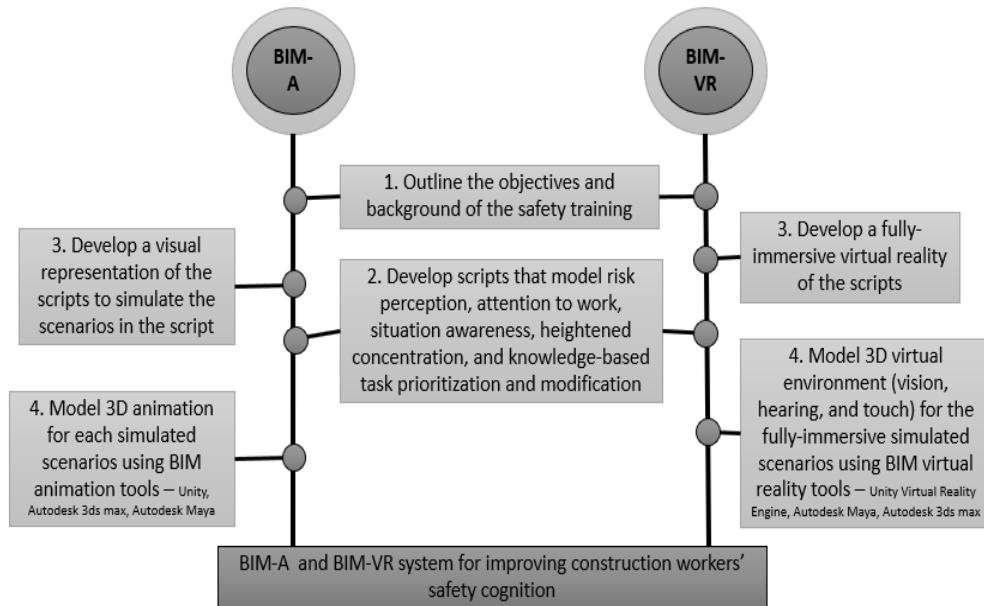 BIM-
A
BIM-
VR
1. Outline the objectives and
background of the safety training
3. Develop a visual
representation of the
scripts to simulate the
scenarios in the script
3. Develop a fully-
immersive virtual reality
of the scripts
2. Develop scripts that model risk
perception, attention to work,
situation awareness, heightened
concentration, and knowledge-based
task prioritization and modification
4. Model 3D animation
for each simulated
scenarios using BIM
animation tools – Unity,
Autodesk 3ds max, Autodesk Maya
4. Model 3D virtual
environment (vision,
hearing, and touch) for the
fully-immersive simulated
scenarios using BIM virtual
reality tools – Unity Virtual Reality
Engine, Autodesk Maya, Autodesk 3ds max
BIM-A and BIM-VR system for improving construction workers'
safety cognition